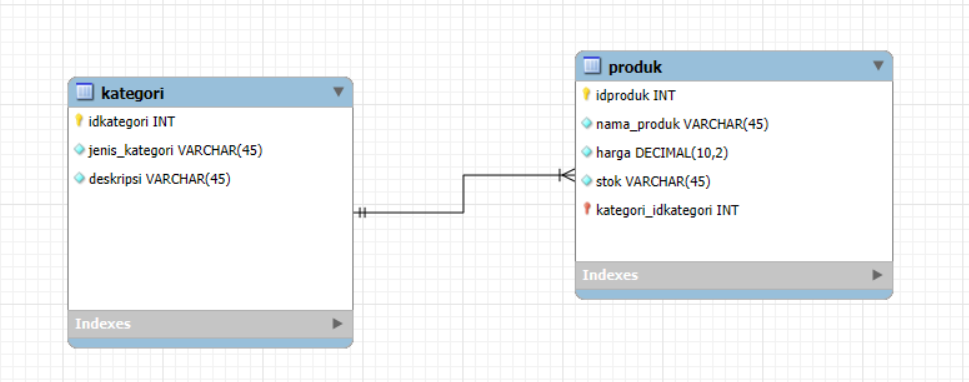 kategori
idkategori INT
jenis_kategori VARCHAR(45)
deskripsi VARCHAR(45)
Indexes
produk
idproduk INT
nama_produk VARCHAR(45)
harga DECIMAL(10,2)
stok VARCHAR(45)
kategori_idkategori INT
Indexes